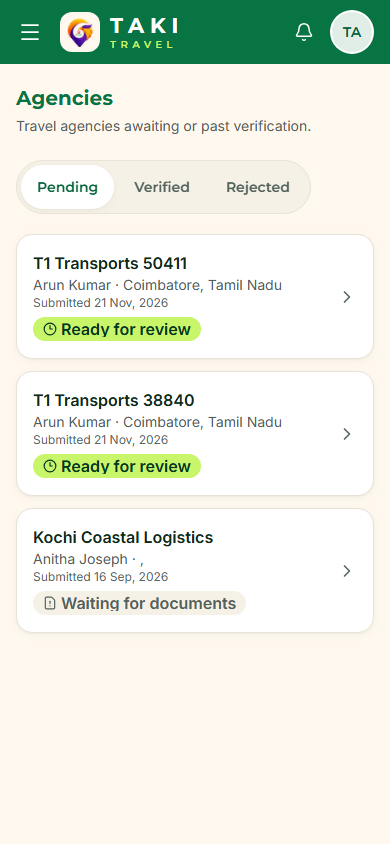 TAKI
TRAVEL
TA
Agencies
Travel agencies awaiting or past verification.
Pending
Verified
Rejected
T1 Transports 50411
Arun Kumar · Coimbatore, Tamil Nadu
Submitted 21 Nov, 2026
Ready for review
T1 Transports 38840
Arun Kumar · Coimbatore, Tamil Nadu
Submitted 21 Nov, 2026
Ready for review
Kochi Coastal Logistics
Anitha Joseph · ,
Submitted 16 Sep, 2026
Waiting for documents